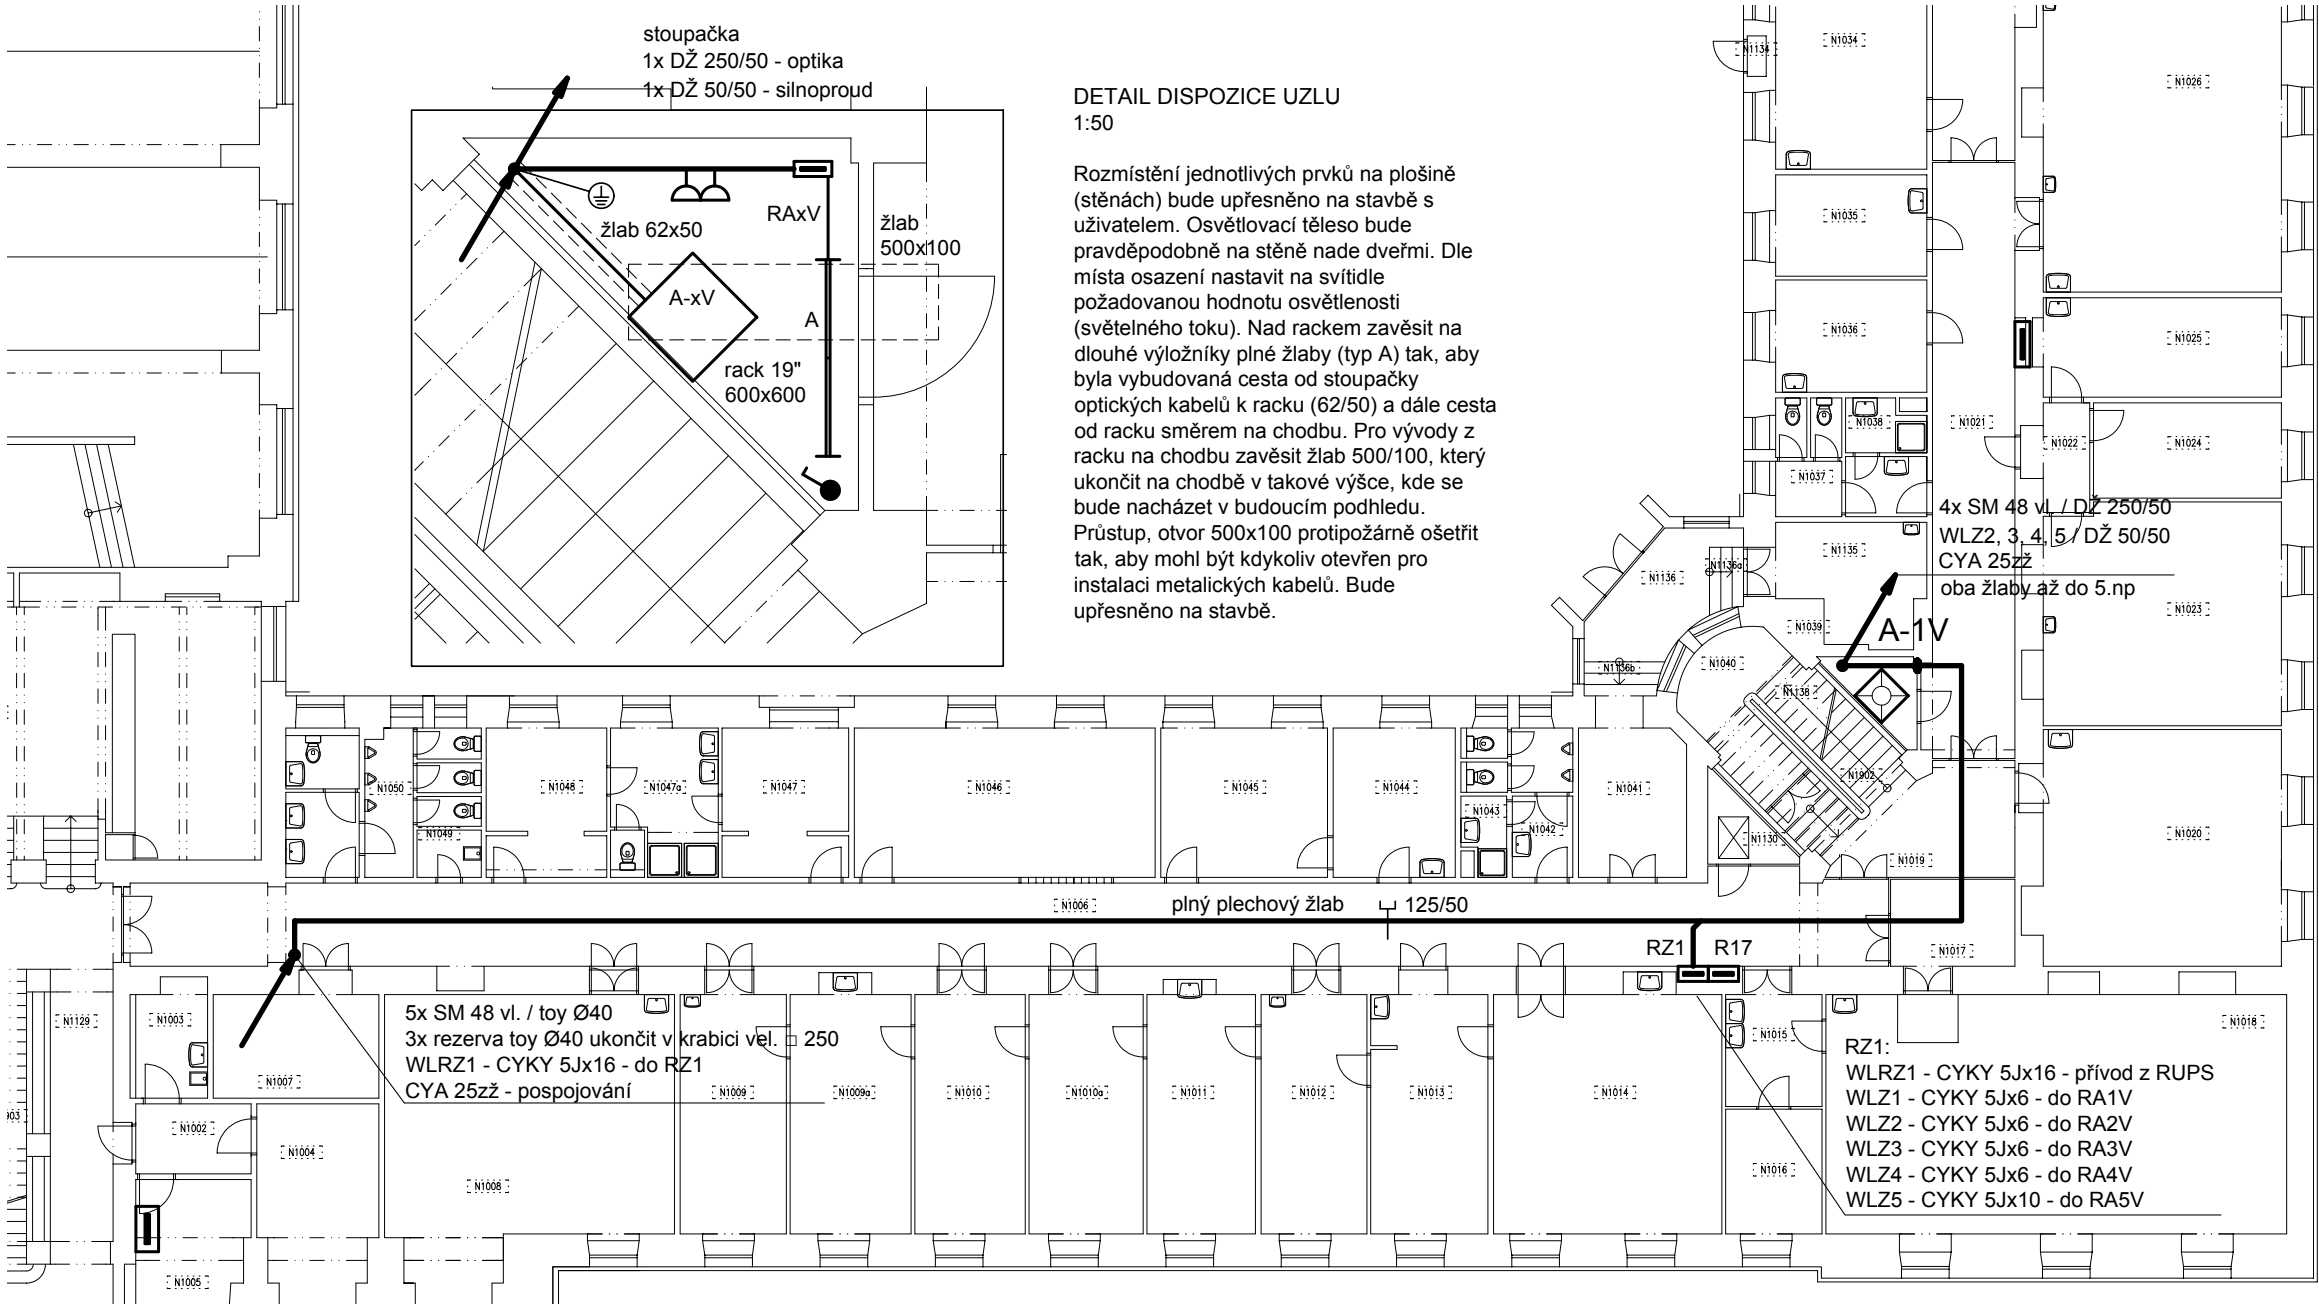 stoupačka
1x DŽ 250/50 - optika
1x DŽ 50/50 - silnoproud
žlab 62x50
RAxV
žlab
500x100
A-xV
A
rack 19"
600x600
DETAIL DISPOZICE UZLU
1:50
Rozmístění jednotlivých prvků na plošině
(stěnách) bude upřesněno na stavbě s
uživatelem. Osvětlovací těleso bude
pravděpodobně na stěně nade dveřmi. Dle
místa osazení nastavit na svítidle
požadovanou hodnotu osvětlenosti
(světelného toku). Nad rackem zavěsit na
dlouhé výložníky plné žlaby (typ A) tak, aby
byla vybudovaná cesta od stoupačky
optických kabelů k racku (62/50) a dále cesta
od racku směrem na chodbu. Pro vývody z
racku na chodbu zavěsit žlab 500/100, který
ukončit na chodbě v takové výšce, kde se
bude nacházet v budoucím podhledu.
Průstup, otvor 500x100 protipožárně ošetřit
tak, aby mohl být kdykoliv otevřen pro
instalaci metalických kabelů. Bude
upřesněno na stavbě.
N1134
N1034
N1026
N1035
N1036
N1025
N1038
N1021
N1022
N1024
N1037
4x SM 48 vl. / DŽ 250/50
WLZ2, 3, 4, 5 / DŽ 50/50
CYA 25zž
oba žlaby až do 5.np
N1135
N1136
N1136a
N1023
N1039
A-1V
N1136b
N1040
N1138
N1050
N1048
N1047a
N1047
N1046
N1045
N1044
N1041
N1902
N1049
N1043
N1042
N1130
N1019
N1020
N1006
plný plechový žlab
125/50
RZ1
R17
N1017
N1129
N1003
5x SM 48 vl. / toy Ø40
3x rezerva toy Ø40 ukončit v krabici vel. □ 250
WLRZ1 - CYKY 5Jx16 - do RZ1
CYA 25zž - pospojování
N1015
N1018
RZ1:
WLRZ1 - CYKY 5Jx16 - přívod z RUPS
WLZ1 - CYKY 5Jx6 - do RA1V
WLZ2 - CYKY 5Jx6 - do RA2V
WLZ3 - CYKY 5Jx6 - do RA3V
WLZ4 - CYKY 5Jx6 - do RA4V
WLZ5 - CYKY 5Jx10 - do RA5V
N1007
N1009
N1009a
N1010
N1010a
N1011
N1012
N1013
N1014
N1002
N1004
N1008
N1016
N1005